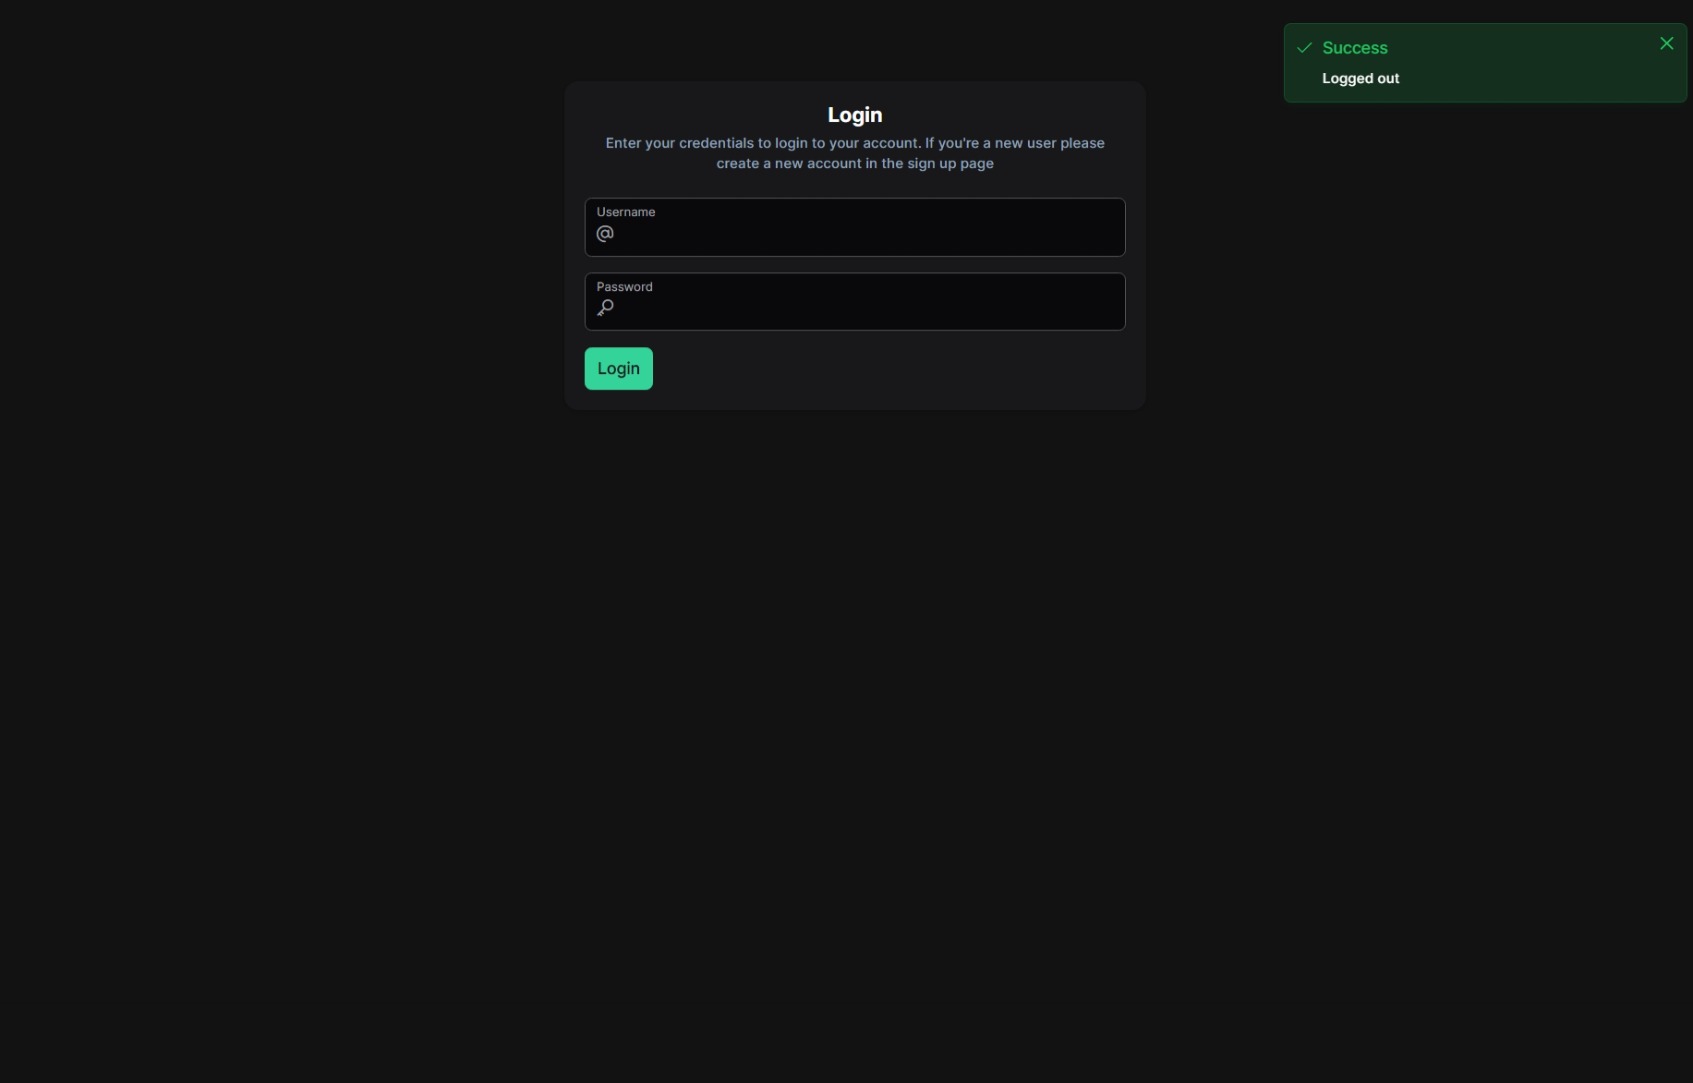 Success
Logged out
Login
Enter your credentials to login to your account. If you're a new user please
create a new account in the sign up page
Username
@
Password
Login